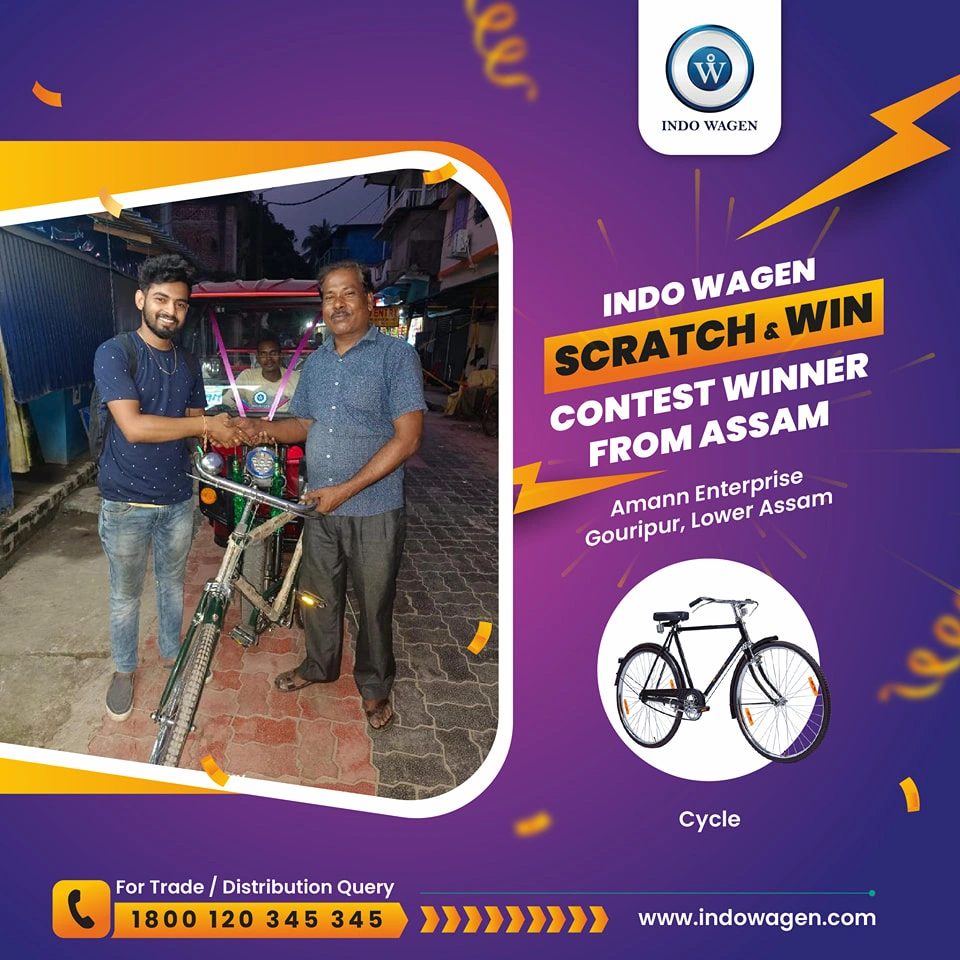 INDO WAGEN
INDO WAGEN
SCRATCH & WIN
CONTEST WINNER
FROM ASSAM
Amann Enterprise
Gouripur, Lower Assam
Cycle
For Trade / Distribution Query
1800 120 345 345
www.indowagen.com